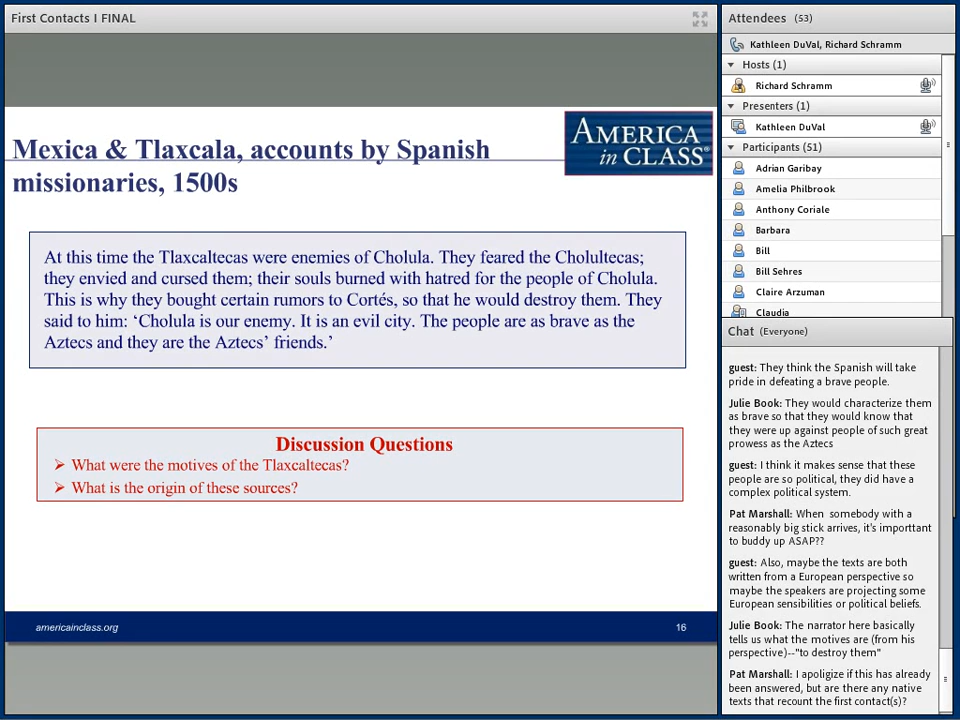 First Contacts I FINAL
Mexica & Tlaxcala, accounts by Spanish
missionaries, 1500s
AMERICA
in CLASS
At this time the Tlaxcaltecas were enemies of Cholula. They feared the Cholultecas;
they envied and cursed them; their souls burned with hatred for the people of Cholula.
This is why they bought certain rumors to Cortés, so that he would destroy them. They
said to him: ‘Cholula is our enemy. It is an evil city. The people are as brave as the
Aztecs and they are the Aztecs’ friends.’
Discussion Questions
What were the motives of the Tlaxcaltecas?
What is the origin of these sources?
americainclass.org
16
Attendees (53)
Kathleen DuVal, Richard Schramm
Hosts (1)
Richard Schramm
Presenters (1)
Kathleen DuVal
Participants (51)
Adrian Garibay
Amelia Philbrook
Anthony Coriale
Barbara
Bill
Bill Sehres
Claire Arzuman
Claudia
Chat (Everyone)
guest: They think the Spanish will take
pride in defeating a brave people.
Julie Book: They would characterize them
as brave so that they would know that
they were up against people of such great
prowess as the Aztecs
guest: I think it makes sense that these
people are so political, they did have a
complex political system.
Pat Marshall: When somebody with a
reasonably big stick arrives, it's importtant
to buddy up ASAP??
guest: Also, maybe the texts are both
written from a European perspective so
maybe the speakers are projecting some
European sensibilities or political beliefs.
Julie Book: The narrator here basically
tells us what the motives are (from his
perspective)--"to destroy them"
Pat Marshall: I apoligize if this has already
been answered, but are there any native
texts that recount the first contact(s)?